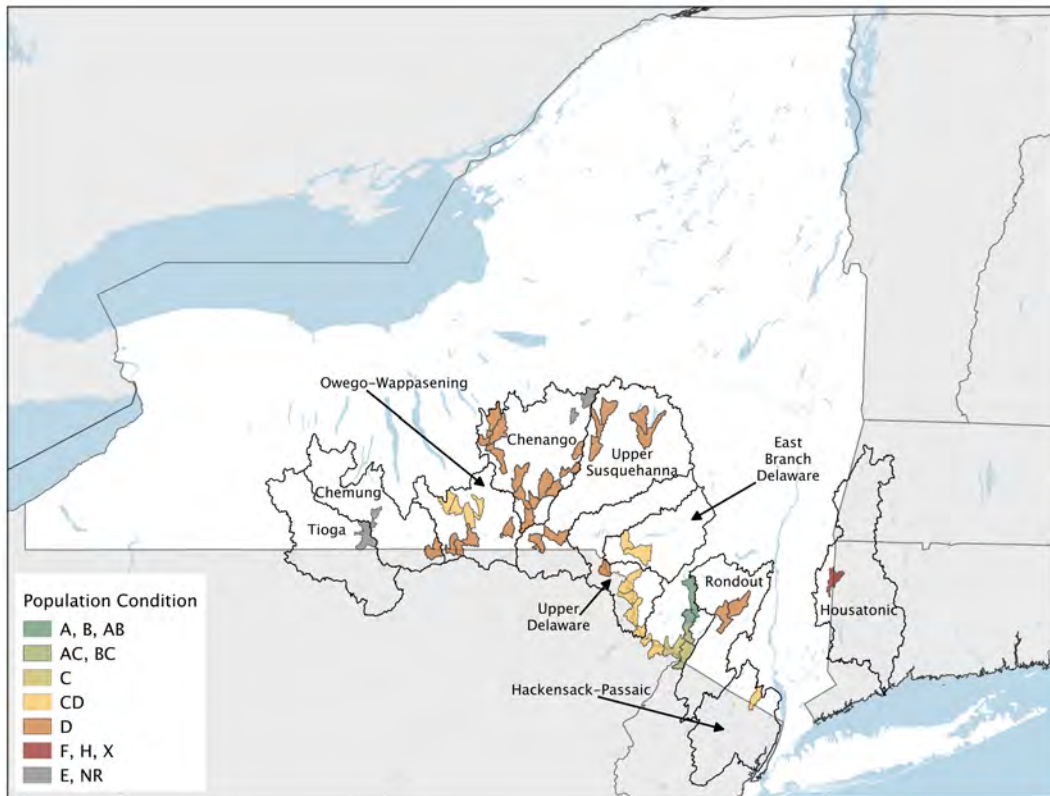 Owego-Wappasening
Chenango
Upper
Susquehanna
East
Branch
Delaware
Chemung
Tioga
Rondout
Upper
Delaware
Housatonic
Hackensack-Passaic
Population Condition
A, B, AB
AC, BC
C
CD
D
F, H, X
E, NR